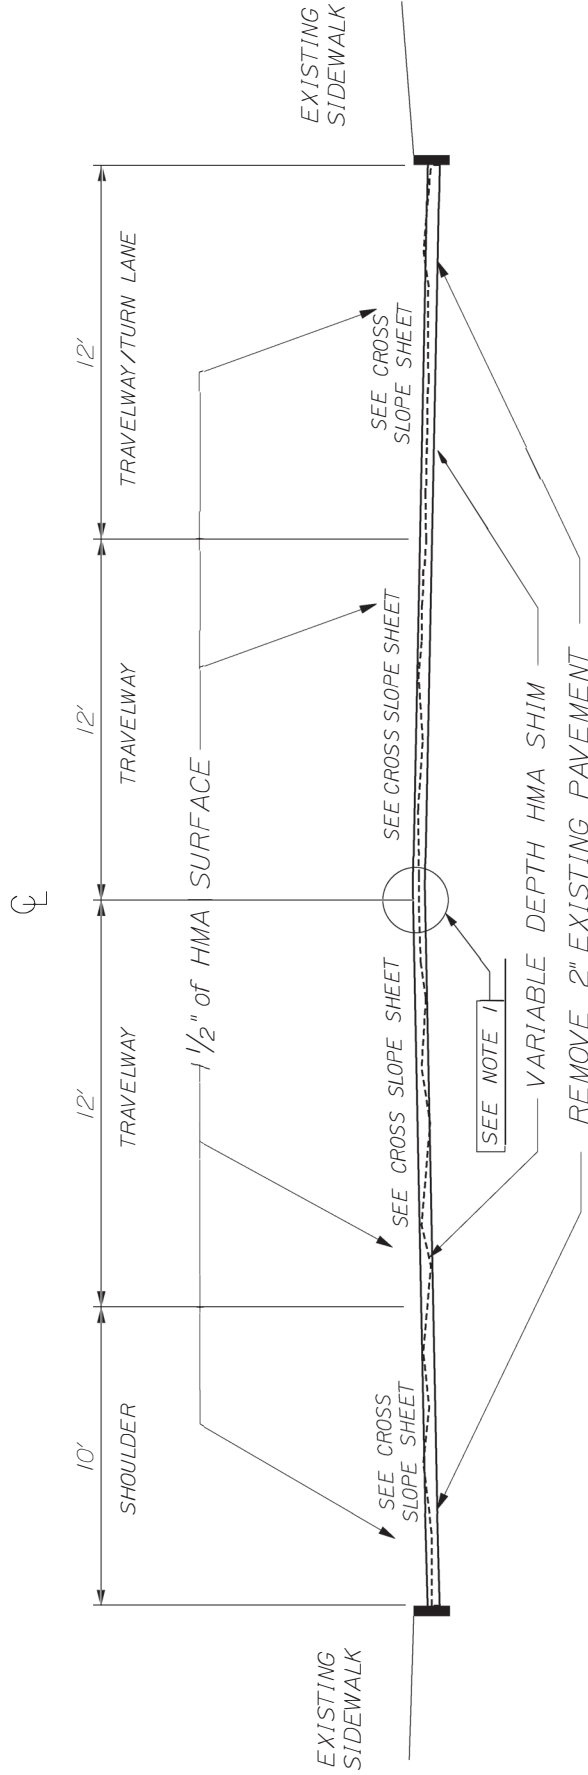 ℄
10'
12'
12'
12'
SHOULDER
TRAVELWAY
TRAVELWAY
TRAVELWAY/TURN LANE
1 1/2" of HMA SURFACE
EXISTING
SIDEWALK
EXISTING
SIDEWALK
SEE CROSS
SLOPE SHEET
SEE CROSS SLOPE SHEET
SEE CROSS SLOPE SHEET
SEE CROSS
SLOPE SHEET
SEE NOTE 1
VARIABLE DEPTH HMA SHIM
REMOVE 2" EXISTING PAVEMENT